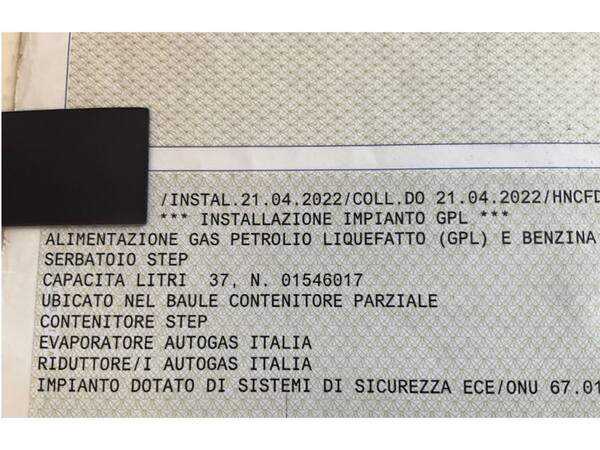 /INSTAL.21.04.2022/COLL.DO 21.04.2022/HNCFD
*** INSTALLAZIONE IMPIANTO GPL ***
ALIMENTAZIONE GAS PETROLIO LIQUEFATTO (GPL) E BENZINA
SERBATOIO STEP
CAPACITA LITRI 37, N. 01546017
UBICATO NEL BAULE CONTENITORE PARZIALE
CONTENITORE STEP
EVAPORATORE AUTOGAS ITALIA
RIDUTTORE/I AUTOGAS ITALIA
IMPIANTO DOTATO DI SISTEMI DI SICUREZZA ECE/ONU 67.01